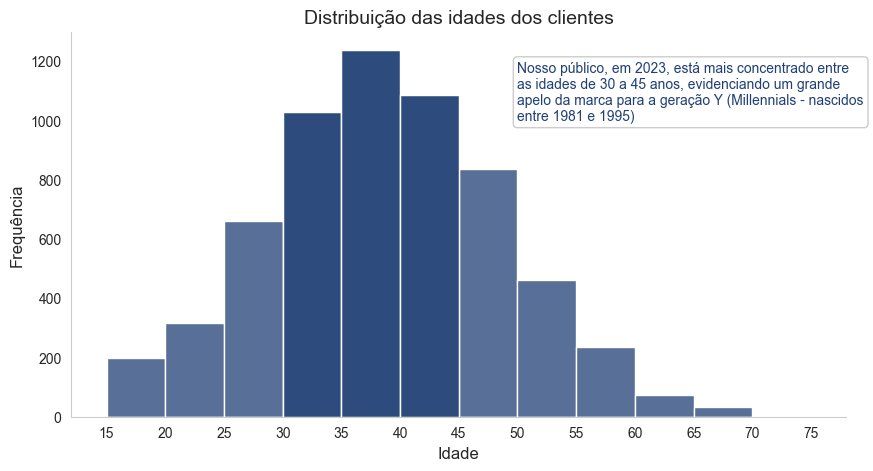 Distribuição das idades dos clientes
Nosso público, em 2023, está mais concentrado entre
as idades de 30 a 45 anos, evidenciando um grande
apelo da marca para a geração Y (Millennials - nascidos
entre 1981 e 1995)
Frequência
1200
1000
800
600
400
200
0
15 20 25 30 35 40 45 50 55 60 65 70 75
Idade